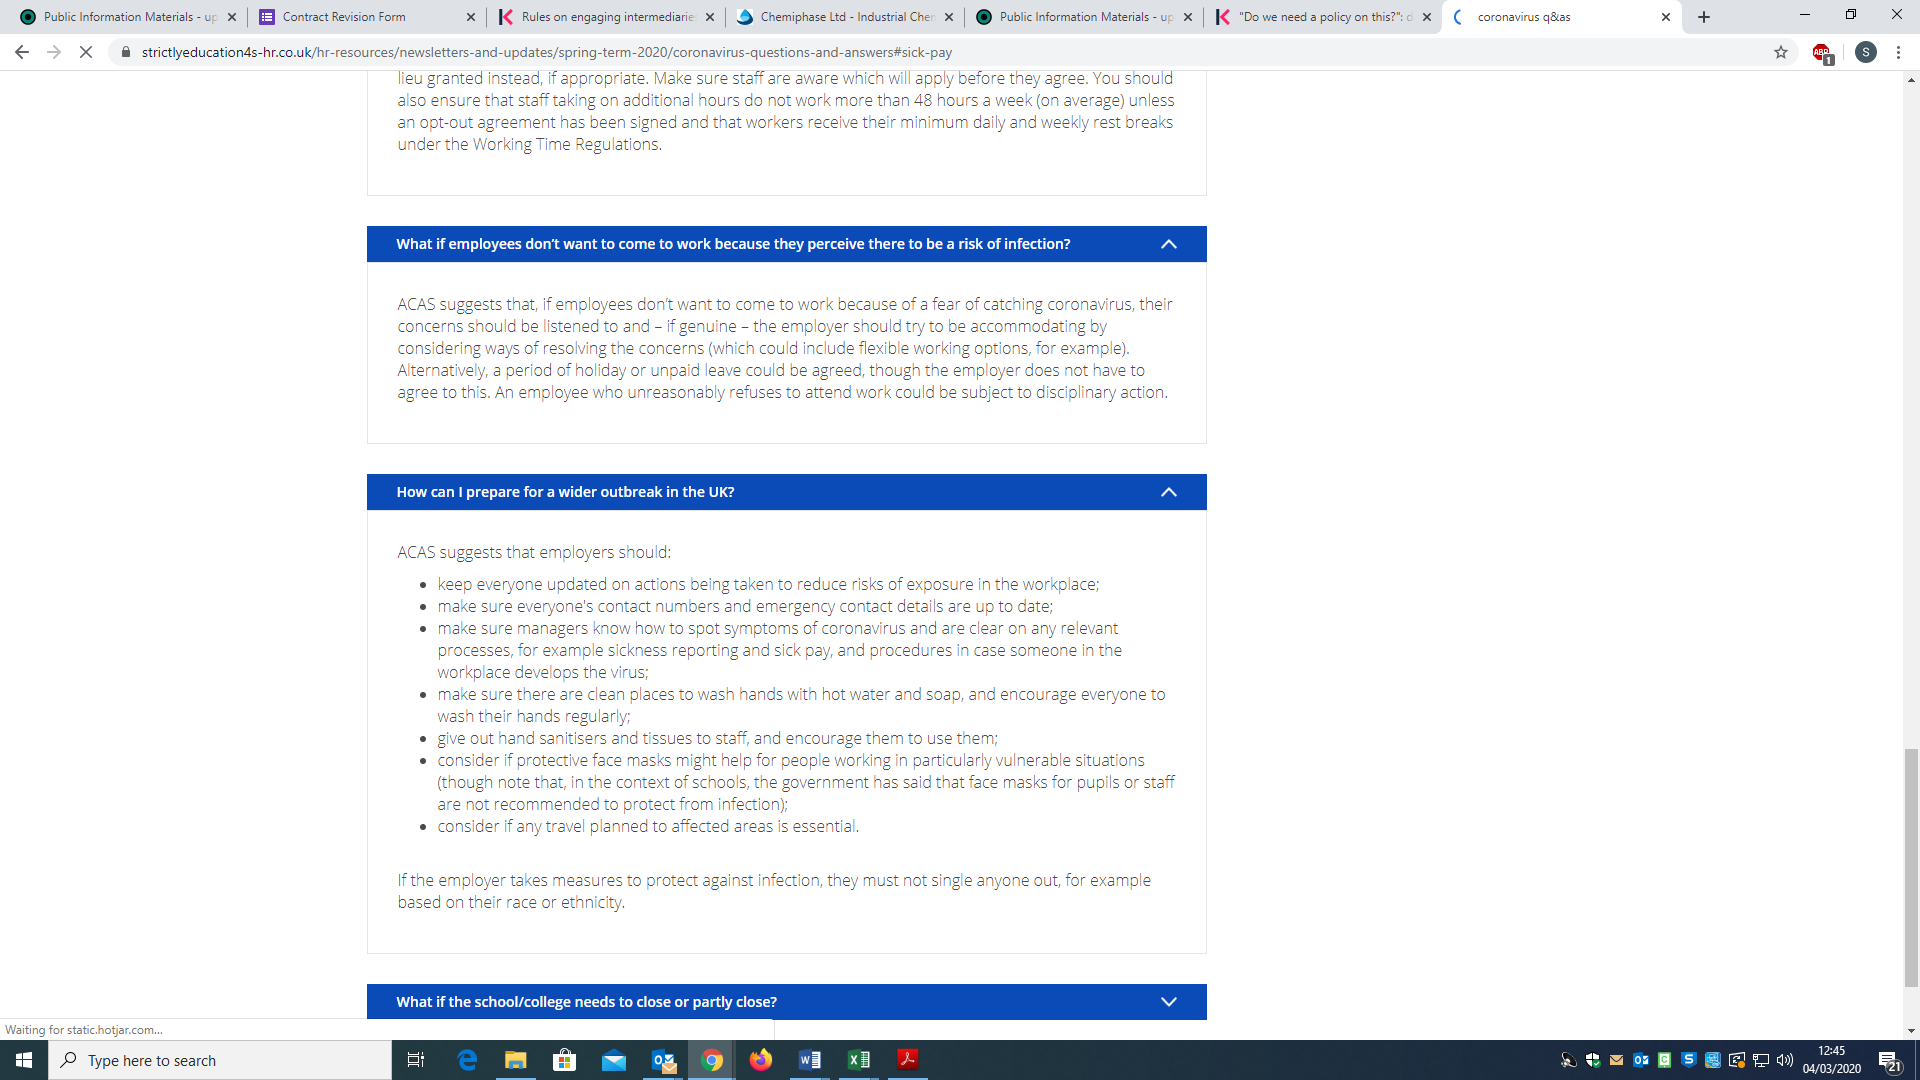 Public Information Materials - up
Contract Revision Form
Rules on engaging intermediarie
Chemiphase Ltd - Industrial Cher
Public Information Materials - up
"Do we need a policy on this?": d
coronavirus q&as
strictlyeducation4s-hr.co.uk/hr-resources/newsletters-and-updates/spring-term-2020/coronavirus-questions-and-answers#sick-pay
ABP
1
S
lieu granted instead, if appropriate. Make sure staff are aware which will apply before they agree. You should
also ensure that staff taking on additional hours do not work more than 48 hours a week (on average) unless
an opt-out agreement has been signed and that workers receive their minimum daily and weekly rest breaks
under the Working Time Regulations.
What if employees don't want to come to work because they perceive there to be a risk of infection?
ACAS suggests that, if employees don't want to come to work because of a fear of catching coronavirus, their
concerns should be listened to and – if genuine – the employer should try to be accommodating by
considering ways of resolving the concerns (which could include flexible working options, for example).
Alternatively, a period of holiday or unpaid leave could be agreed, though the employer does not have to
agree to this. An employee who unreasonably refuses to attend work could be subject to disciplinary action.
How can I prepare for a wider outbreak in the UK?
ACAS suggests that employers should:
• keep everyone updated on actions being taken to reduce risks of exposure in the workplace;
• make sure everyone's contact numbers and emergency contact details are up to date;
• make sure managers know how to spot symptoms of coronavirus and are clear on any relevant
processes, for example sickness reporting and sick pay, and procedures in case someone in the
workplace develops the virus;
• make sure there are clean places to wash hands with hot water and soap, and encourage everyone to
wash their hands regularly;
• give out hand sanitisers and tissues to staff, and encourage them to use them;
• consider if protective face masks might help for people working in particularly vulnerable situations
(though note that, in the context of schools, the government has said that face masks for pupils or staff
are not recommended to protect from infection);
• consider if any travel planned to affected areas is essential.
If the employer takes measures to protect against infection, they must not single anyone out, for example
based on their race or ethnicity.
What if the school/college needs to close or partly close?
Waiting for static.hotjar.com...
Type here to search
12:45
04/03/2020
21